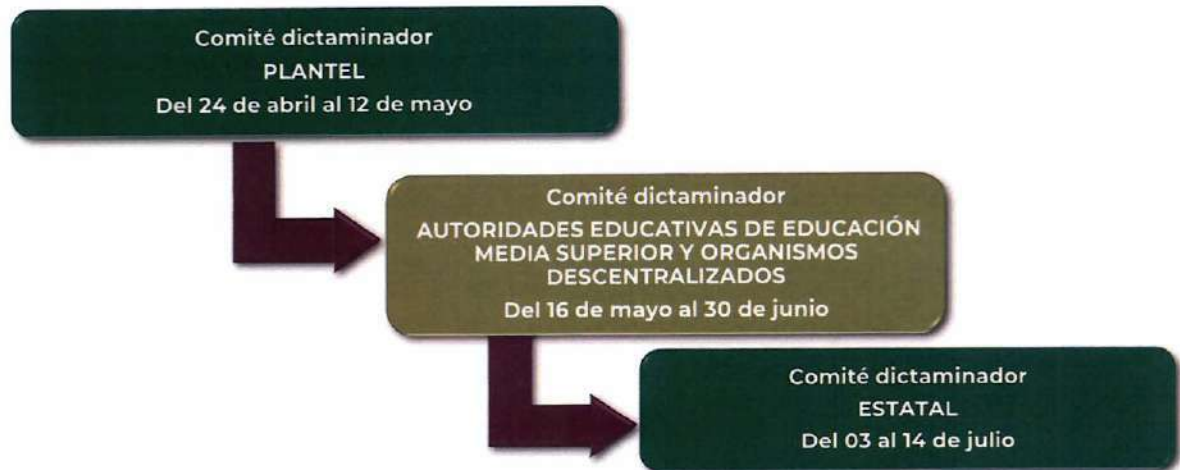 Comité dictaminador
PLANTEL
Del 24 de abril al 12 de mayo
Comité dictaminador
AUTORIDADES EDUCATIVAS DE EDUCACIÓN
MEDIA SUPERIOR Y ORGANISMOS
DESCENTRALIZADOS
Del 16 de mayo al 30 de junio
Comité dictaminador
ESTATAL
Del 03 al 14 de julio